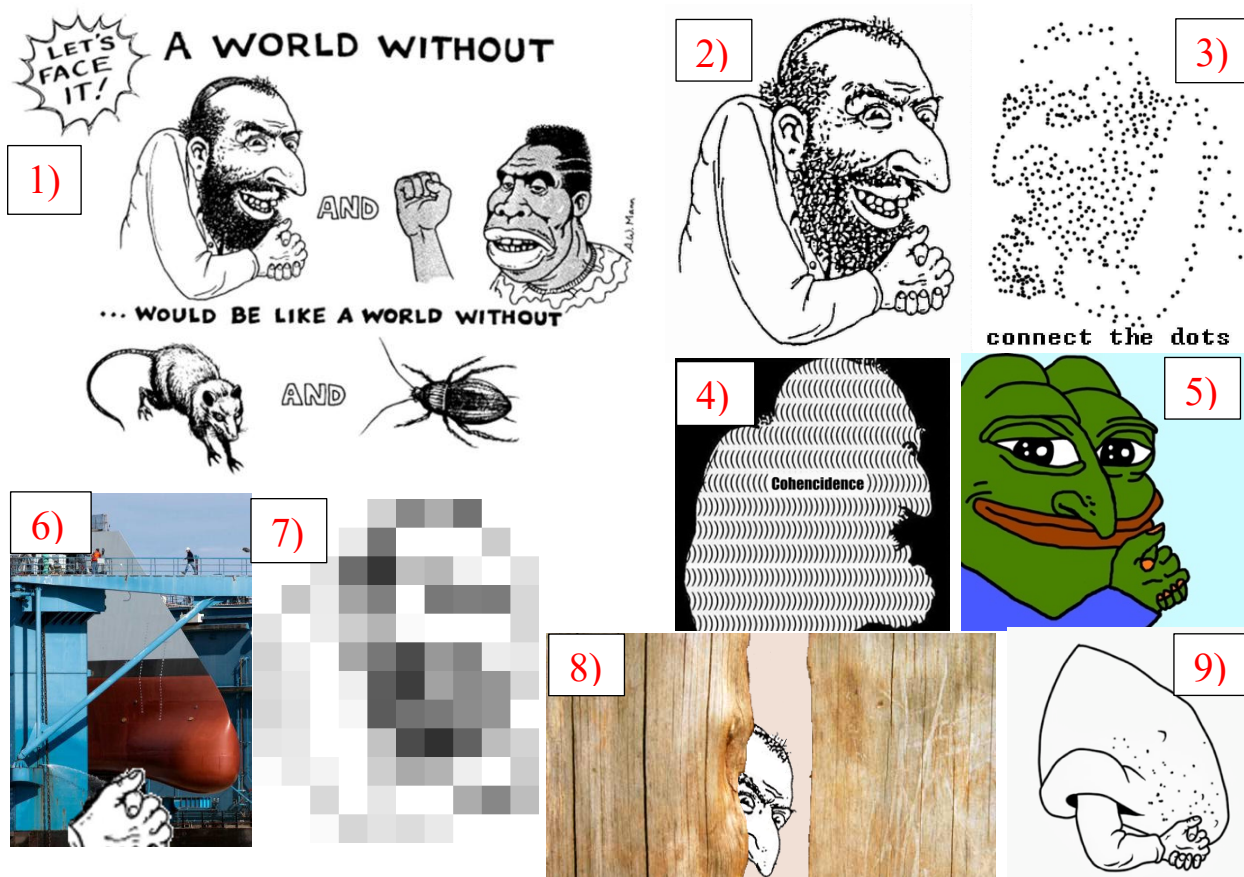 LET'S
FACE
IT!
A WORLD WITHOUT
1)
AND
A.W.Mann
... WOULD BE LIKE A WORLD WITHOUT
AND
2)
3)
connect the dots
4)
(((Cohencidence)))
5)
6)
7)
8)
9)